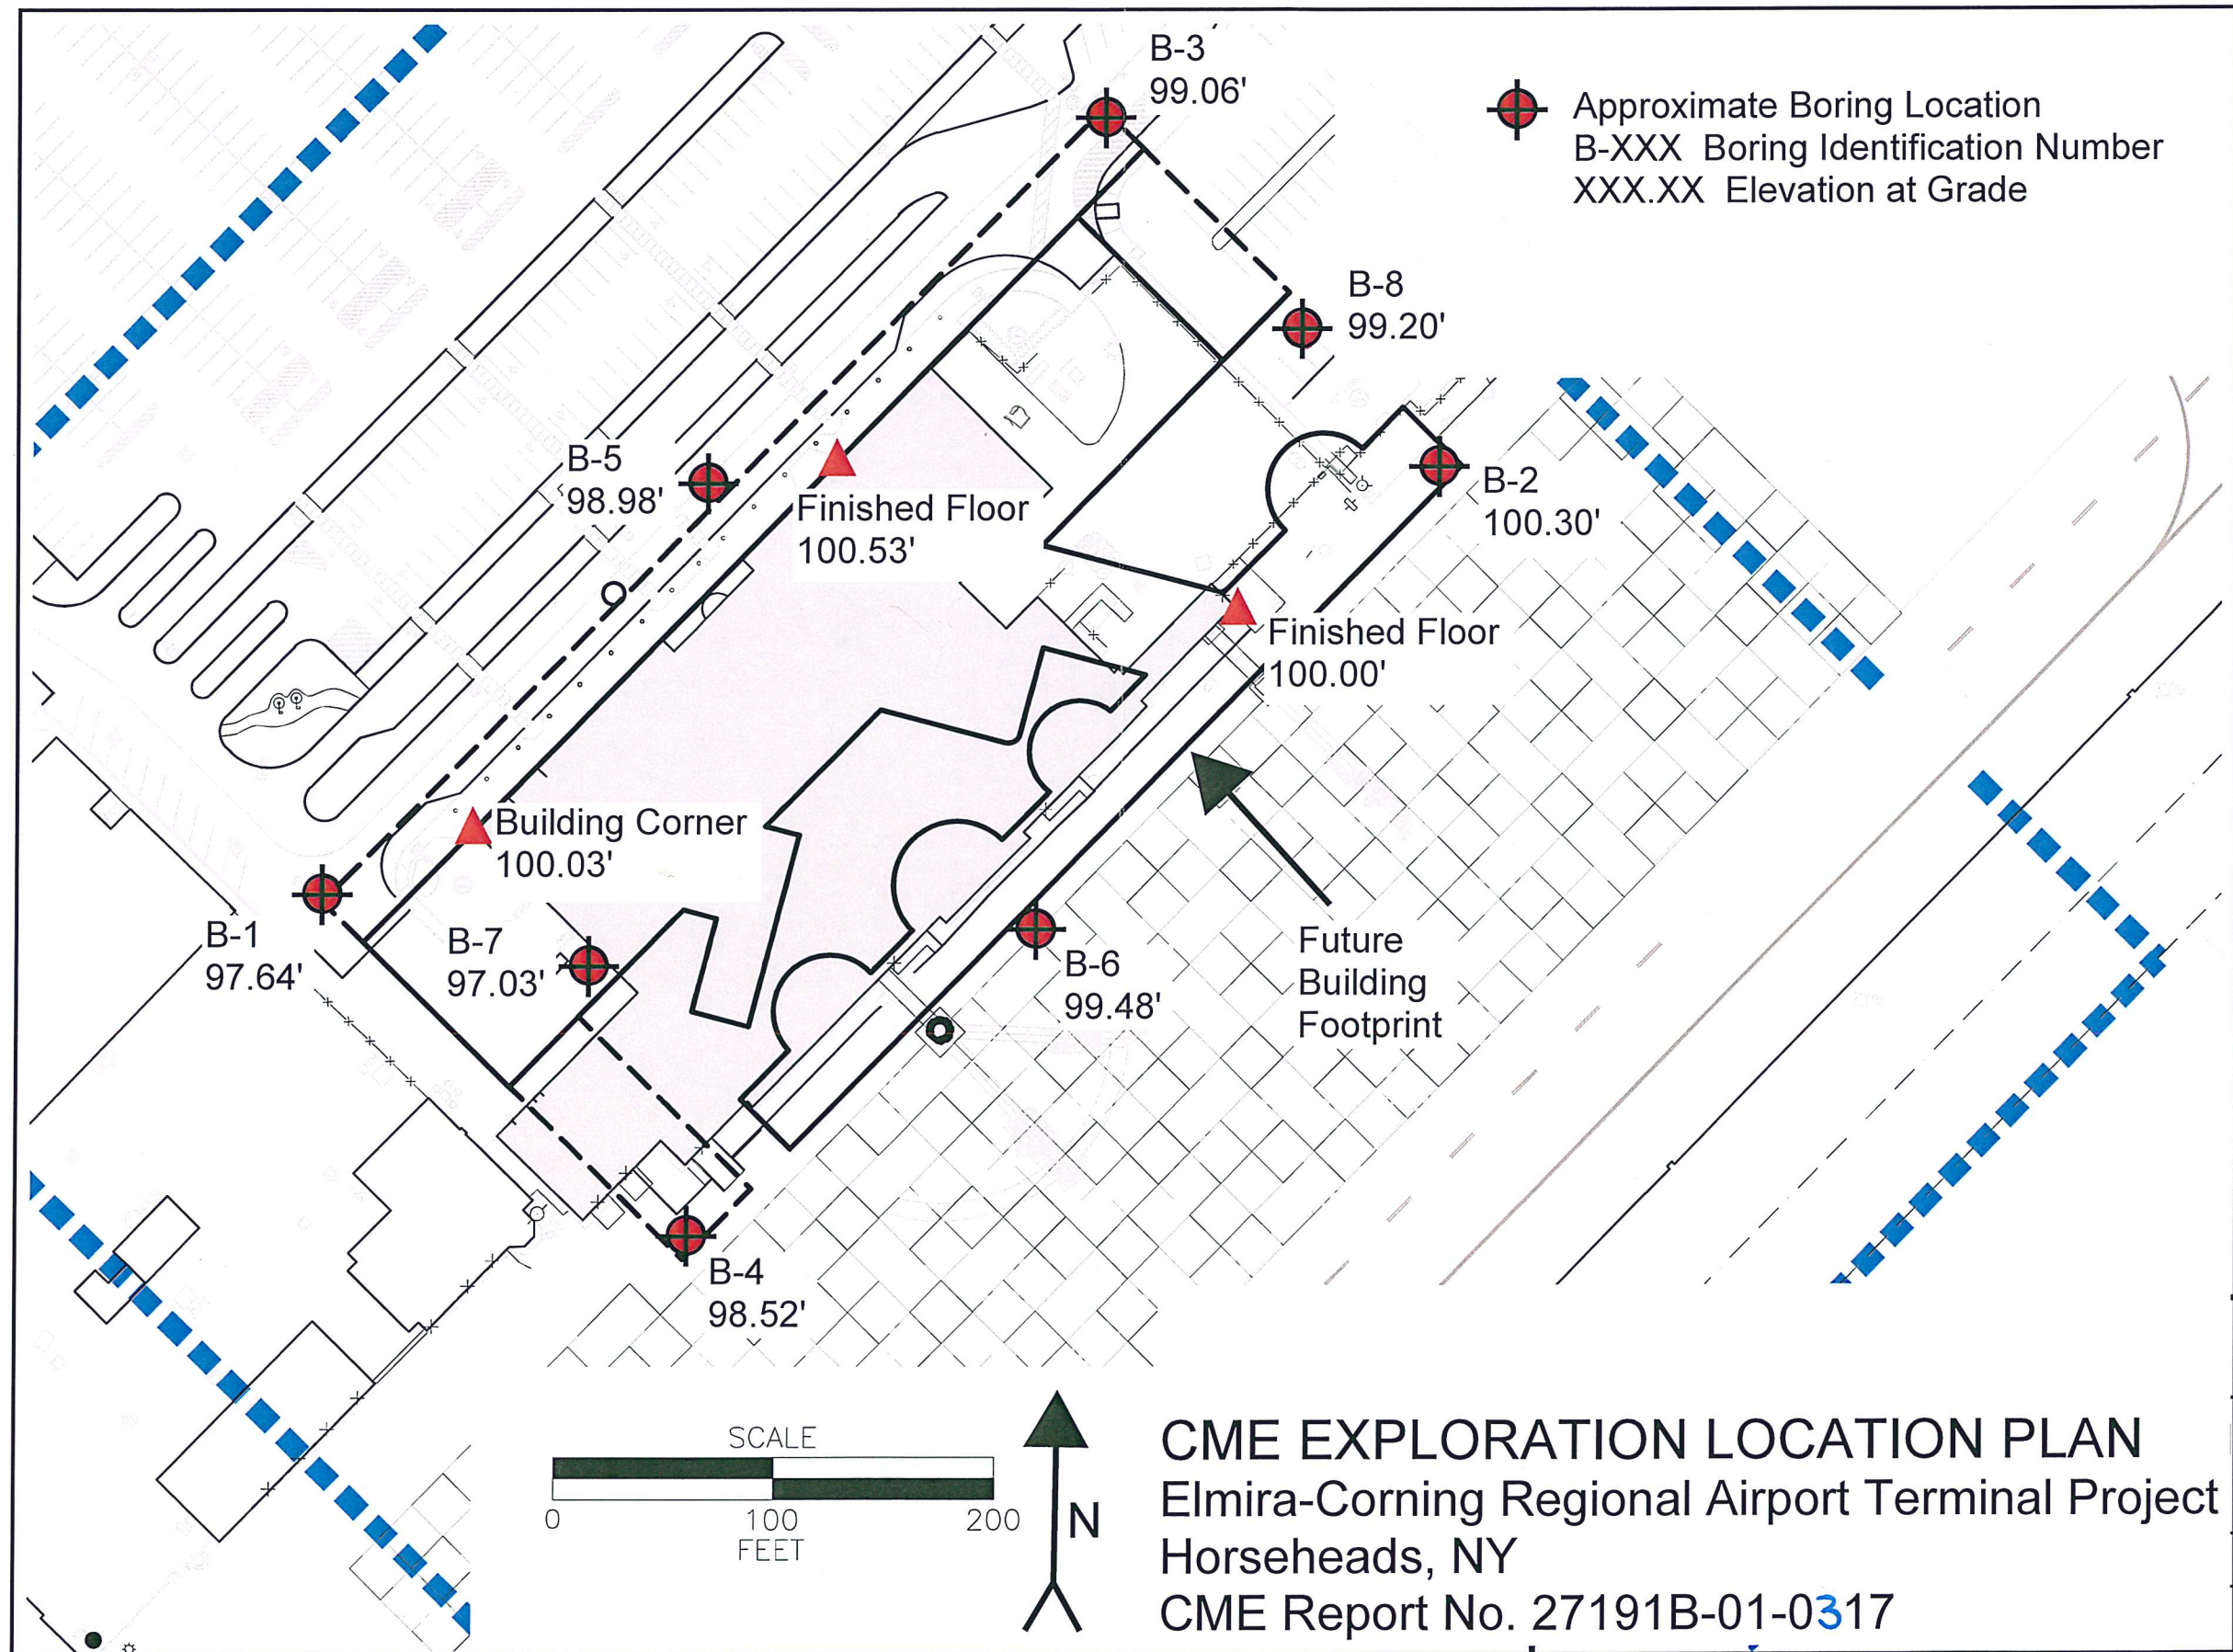 B-3
99.06'
Approximate Boring Location
B-XXX Boring Identification Number
XXX.XX Elevation at Grade
B-8
99.20'
B-5
98.98'
Finished Floor
100.53'
B-2
100.30'
Finished Floor
100.00'
Building Corner
100.03'
B-1
97.64'
B-7
97.03'
B-6
99.48'
Future
Building
Footprint
B-4
98.52'
SCALE
0 100 200
FEET
N
CME EXPLORATION LOCATION PLAN
Elmira-Corning Regional Airport Terminal Project
Horseheads, NY
CME Report No. 27191B-01-0317